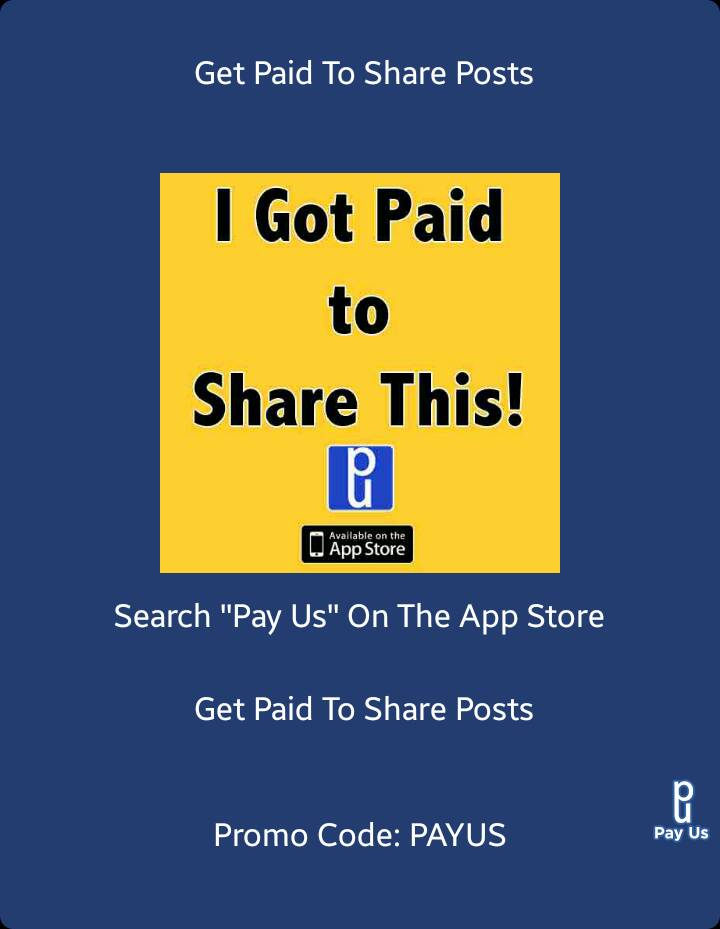 Get Paid To Share Posts
I Got Paid
to
Share This!
pu
Available on the
App Store
Search "Pay Us" On The App Store
Get Paid To Share Posts
Promo Code: PAYUS
pu
Pay Us